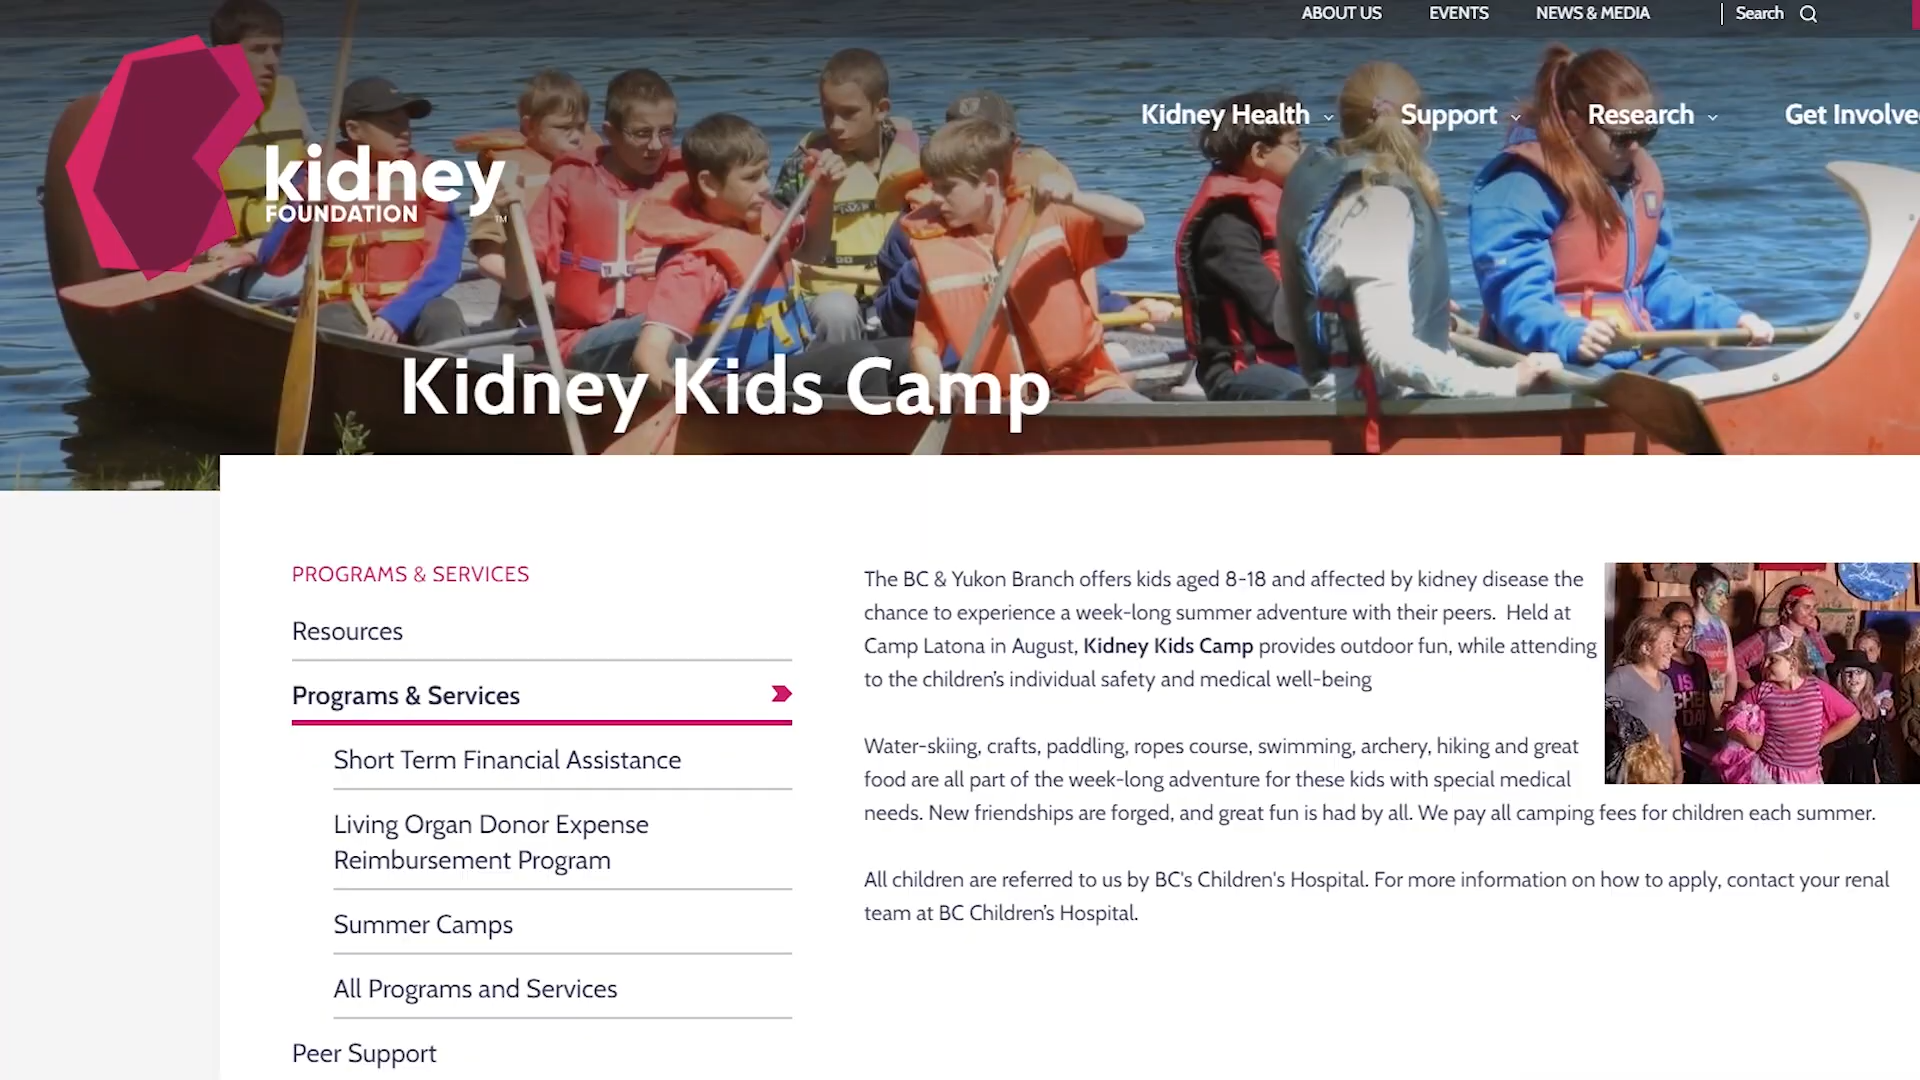 ABOUT US
EVENTS
NEWS & MEDIA
Search
Kidney Health
Support
Research
Get Involve
kidney
FOUNDATION
™
Kidney Kids Camp
PROGRAMS & SERVICES
Resources
Programs & Services
Short Term Financial Assistance
Living Organ Donor Expense
Reimbursement Program
Summer Camps
All Programs and Services
Peer Support
The BC & Yukon Branch offers kids aged 8-18 and affected by kidney disease the
chance to experience a week-long summer adventure with their peers. Held at
Camp Latona in August, Kidney Kids Camp provides outdoor fun, while attending
to the children's individual safety and medical well-being
Water-skiing, crafts, paddling, ropes course, swimming, archery, hiking and great
food are all part of the week-long adventure for these kids with special medical
needs. New friendships are forged, and great fun is had by all. We pay all camping fees for children each summer.
All children are referred to us by BC's Children's Hospital. For more information on how to apply, contact your renal
team at BC Children's Hospital.